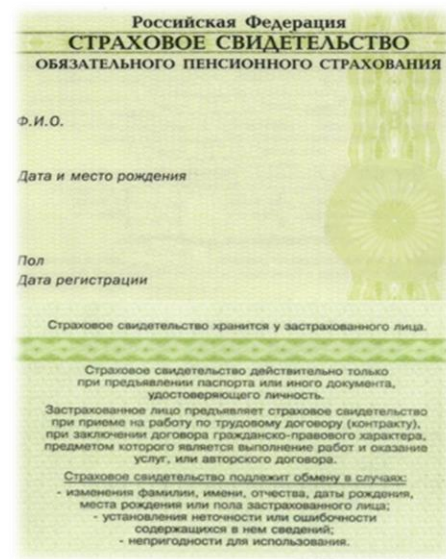 Российская Федерация
СТРАХОВОЕ СВИДЕТЕЛЬСТВО
ОБЯЗАТЕЛЬНОГО ПЕНСИОННОГО СТРАХОВАНИЯ
Ф.И.О.
Дата и место рождения
Пол
Дата регистрации
Страховое свидетельство хранится у застрахованного лица.
Страховое свидетельство действительно только
при предъявлении паспорта или иного документа,
удостоверяющего личность.
Застрахованное лицо предъявляет страховое свидетельство
при приеме на работу по трудовому договору (контракту),
при заключении договора гражданско-правового характера,
предметом которого является выполнение работ и оказание
услуг, или авторского договора.
Страховое свидетельство подлежит обмену в случаях:
- изменения фамилии, имени, отчества, даты рождения,
места рождения или пола застрахованного лица;
- установления неточности или ошибочности
содержащихся в нем сведений;
- непригодности для использования.